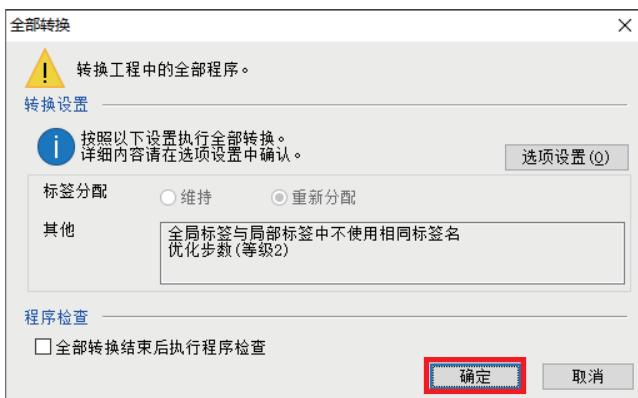 全部转换
转换工程中的全部程序。
转换设置
按照以下设置执行全部转换。
详细内容请在选项设置中确认。
选项设置(O)
标签分配
维持
重新分配
其他
全局标签与局部标签中不使用相同标签名
优化步数(等级2)
程序检查
全部转换结束后执行程序检查
确定
取消